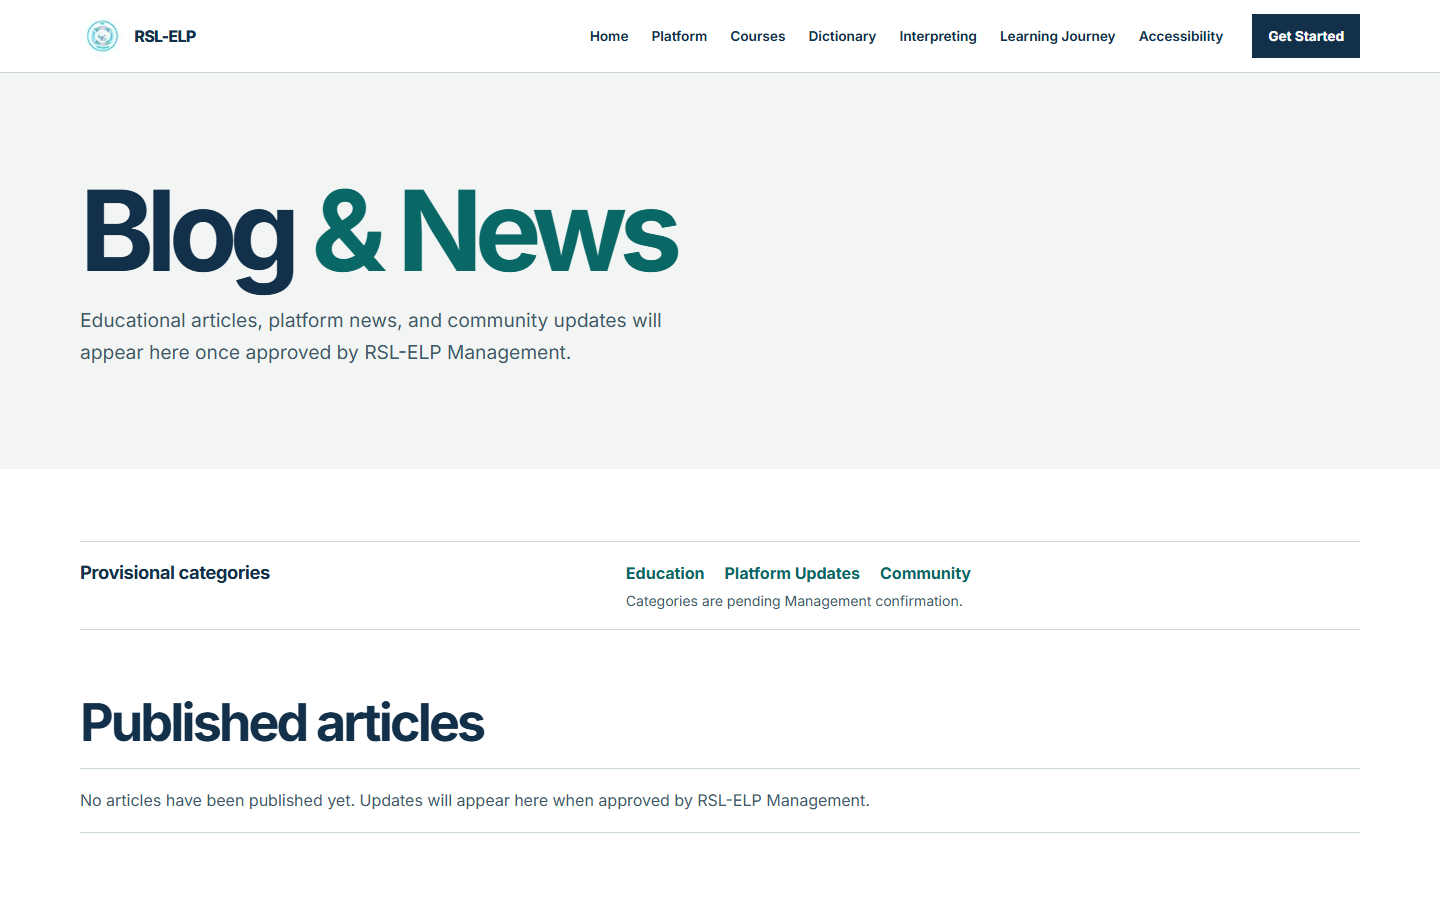 RSL-ELP
Home Platform Courses Dictionary Interpreting Learning Journey Accessibility Get Started
Blog & News
Educational articles, platform news, and community updates will
appear here once approved by RSL-ELP Management.
Provisional categories
Education Platform Updates Community
Categories are pending Management confirmation.
Published articles
No articles have been published yet. Updates will appear here when approved by RSL-ELP Management.